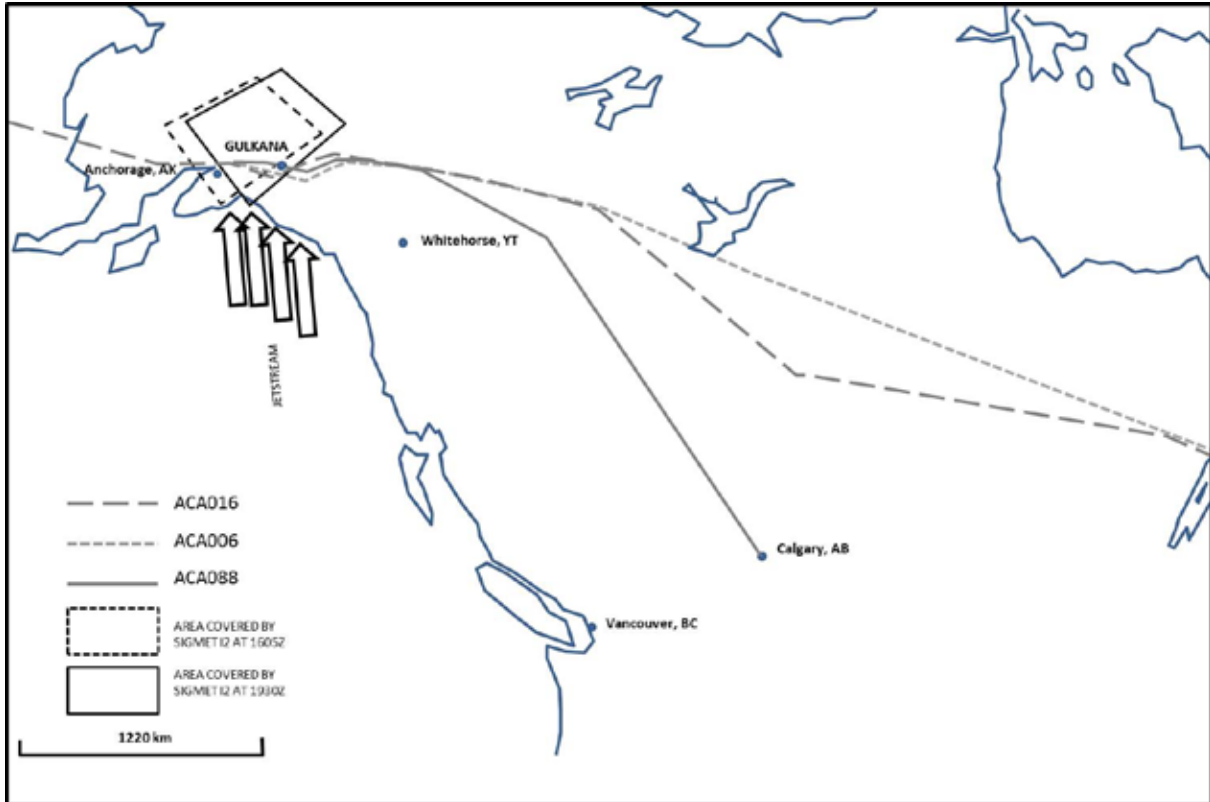 GULKANA
Anchorage, AK
Whitehorse, YT
JETSTREAM
ACA016
ACA006
Calgary, AB
ACA088
AREA COVERED BY
SIGMET I2 AT 1605Z
Vancouver, BC
AREA COVERED BY
SIGMET I2 AT 1930Z
1220 km